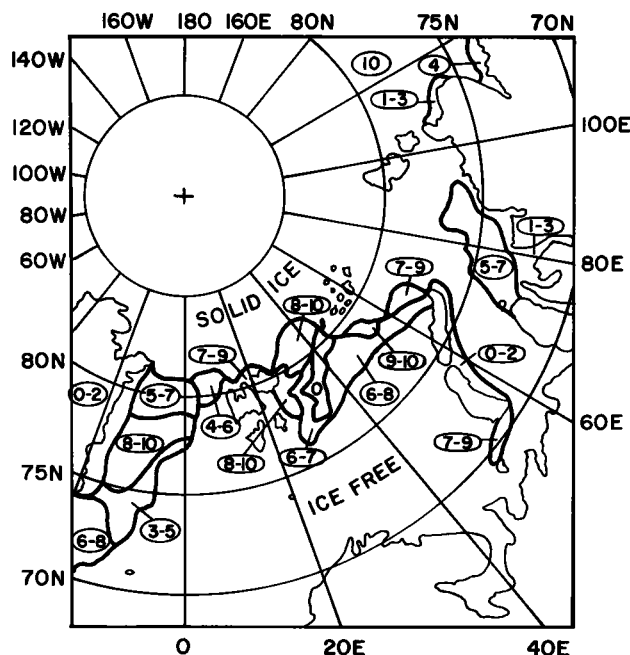 160W 180 160E 80N 75N 70N
140W
120W
100W
80W
60W
80N
75N
70N
100E
80E
60E
0 20E 40E
10
4
1-3
1-3
5-7
7-9
SOLID ICE
8-10
7-9
9-10
0-2
0-2
5-7
4-6
0
6-8
8-10
8-10
6-7
7-9
ICE FREE
3-5
6-8